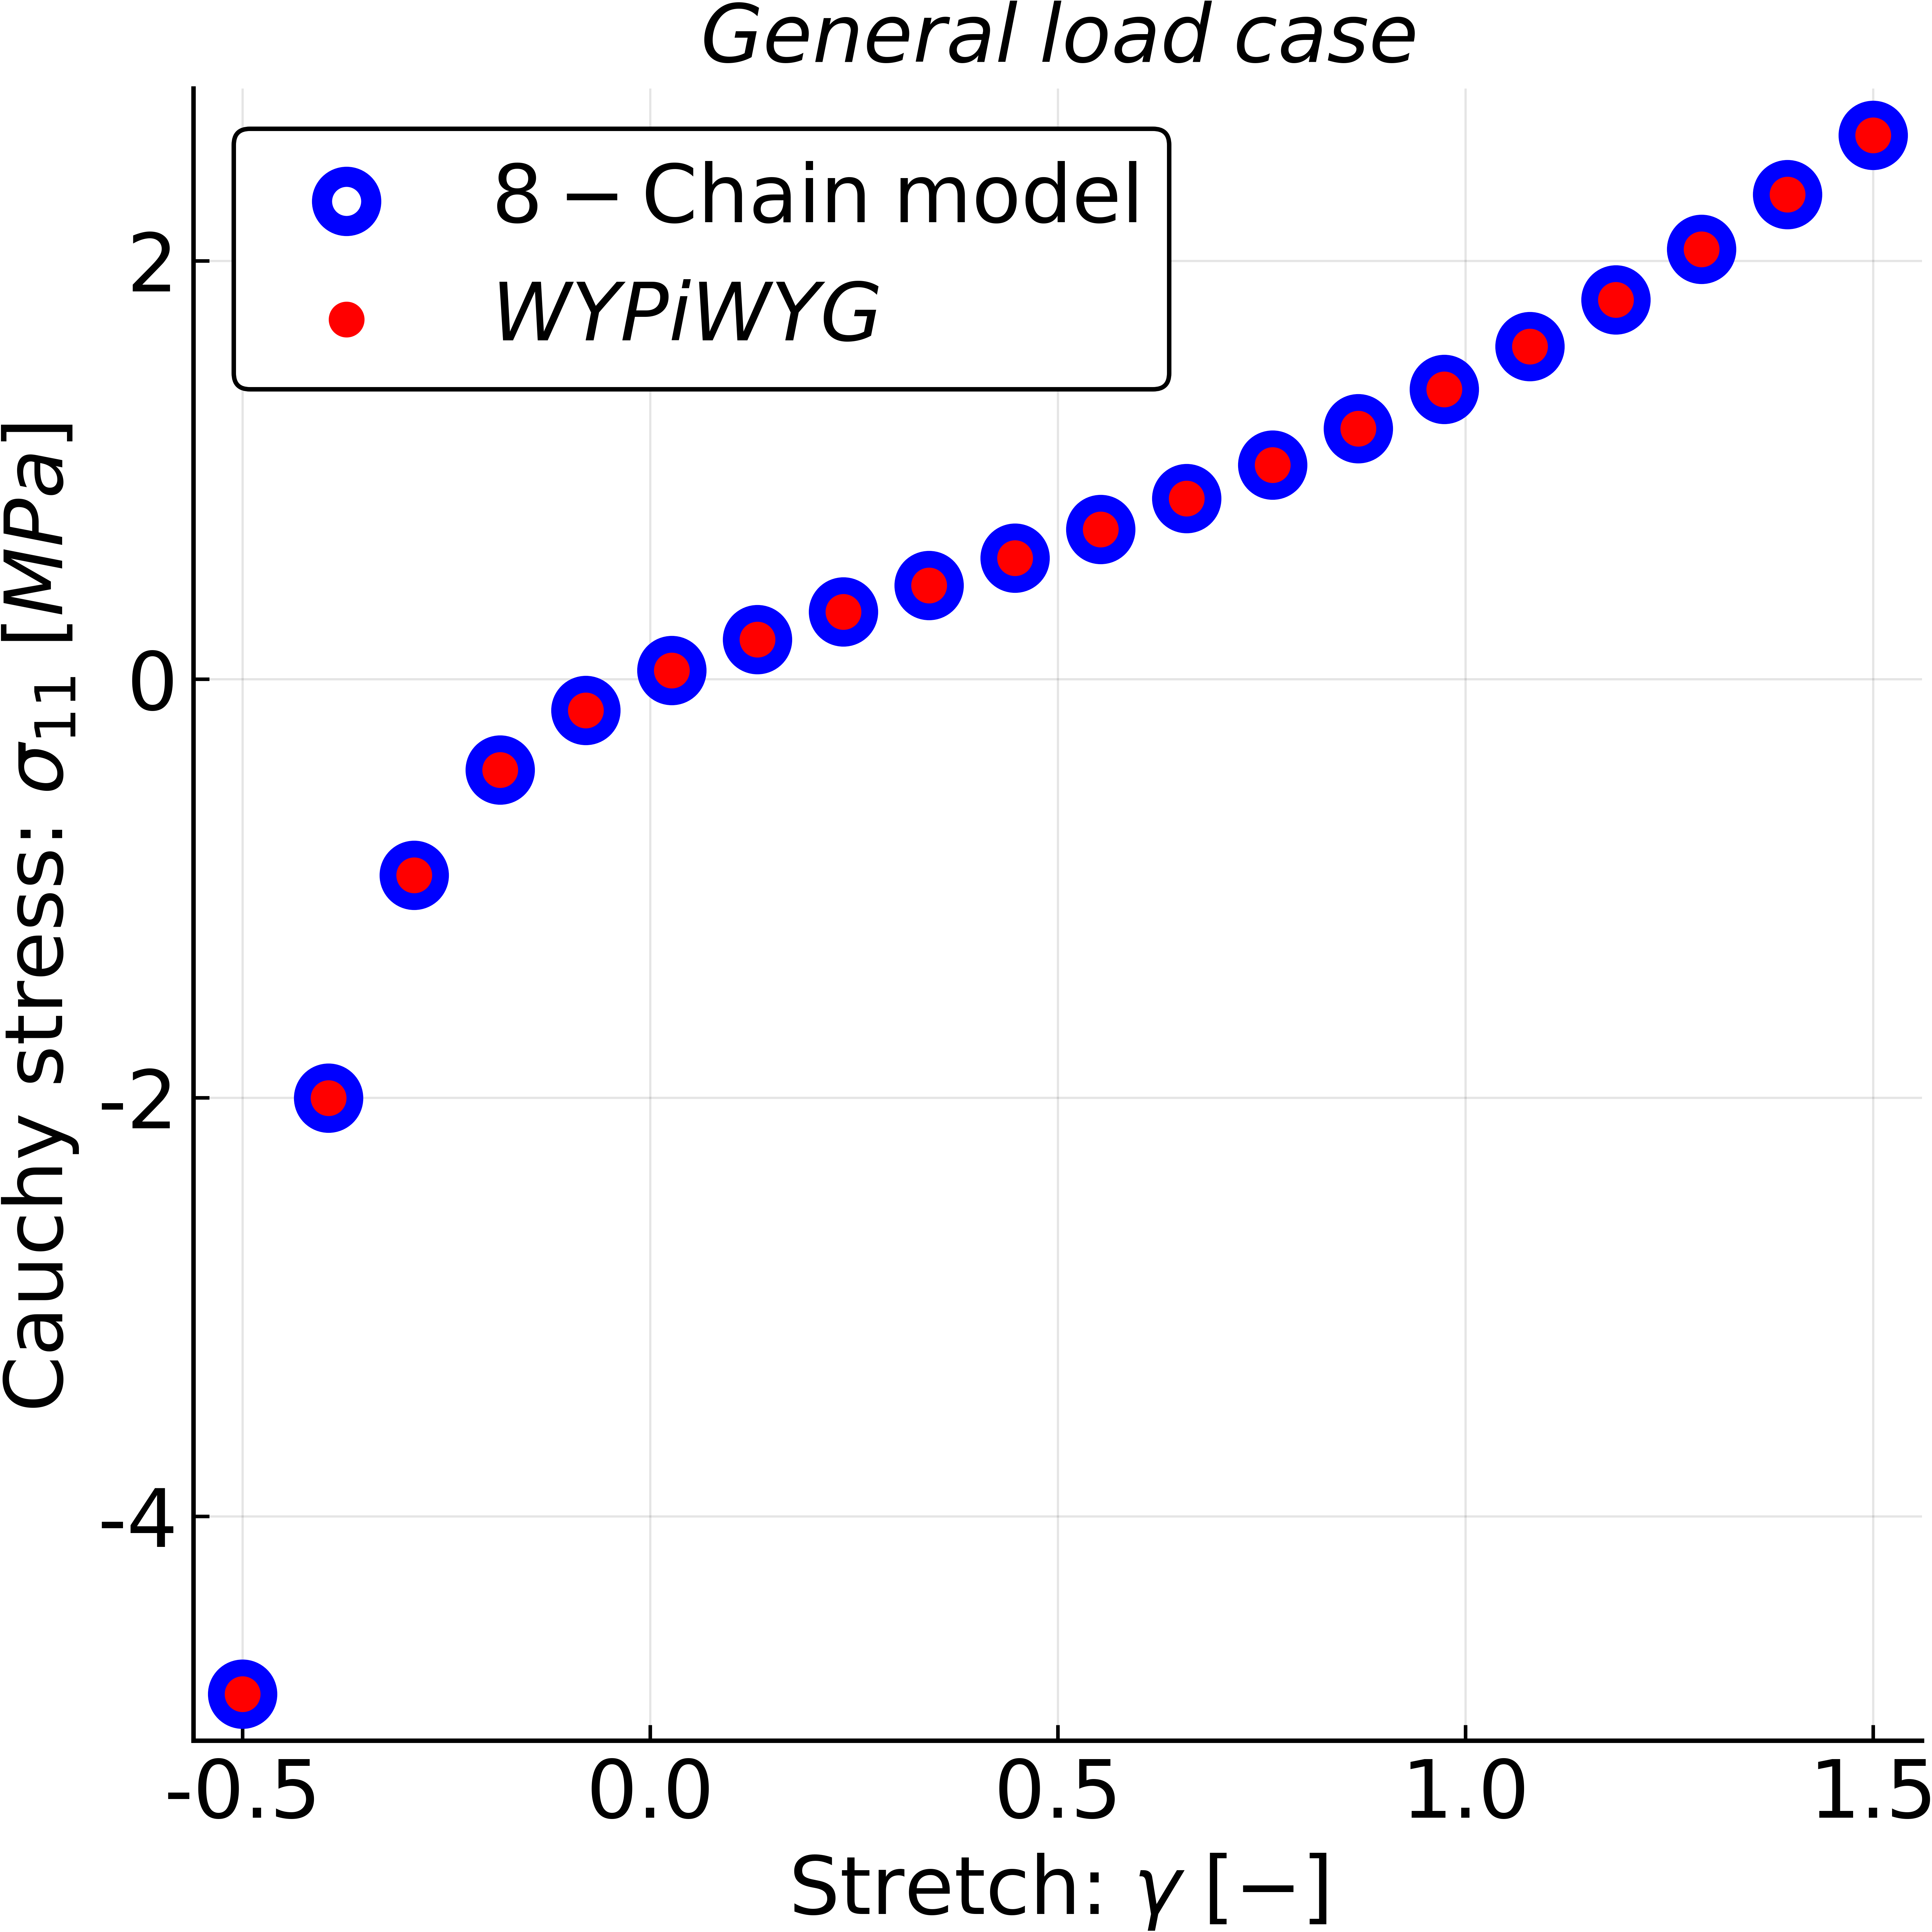 General load case
8 − Chain model
WYPiWYG
Cauchy stress: σ₁₁ [MPa]
2
0
-2
-4
-0.5 0.0 0.5 1.0 1.5
Stretch: γ [−]